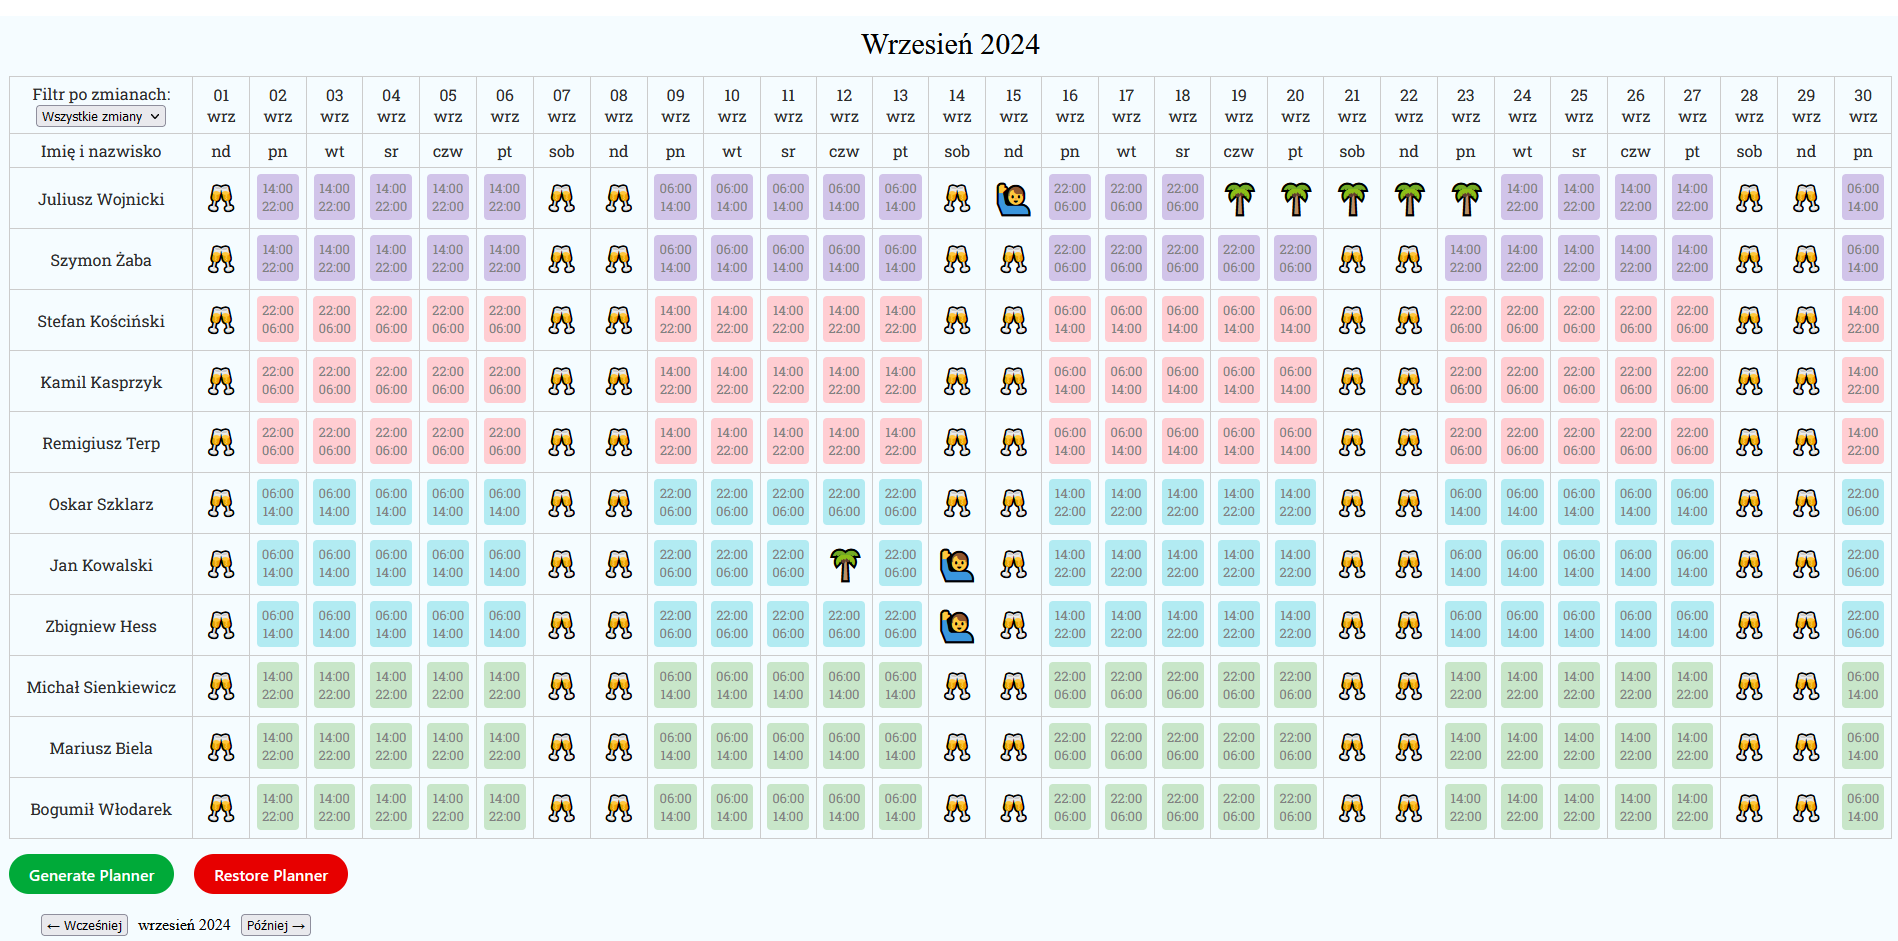 Wrzesień 2024
Filtr po zmianach: 01 02 03 04 05 06 07 08 09 10 11 12 13 14 15 16 17 18 19 20 21 22 23 24 25 26 27 28 29 30
Wszystkie zmiany wrz wrz wrz wrz wrz wrz wrz wrz wrz wrz wrz wrz wrz wrz wrz wrz wrz wrz wrz wrz wrz wrz wrz wrz wrz wrz wrz wrz wrz wrz
Imię i nazwisko nd pn wt sr czw pt sob nd pn wt sr czw pt sob nd pn wt sr czw pt sob nd pn wt sr czw pt sob nd pn
14:00 14:00 14:00 14:00 14:00 06:00 06:00 06:00 06:00 06:00 22:00 22:00 22:00 14:00 14:00 14:00 14:00 06:00
Juliusz Wojnicki
22:00 22:00 22:00 22:00 22:00 14:00 14:00 14:00 14:00 14:00 06:00 06:00 06:00 22:00 22:00 22:00 22:00 14:00
14:00 14:00 14:00 14:00 14:00 06:00 06:00 06:00 06:00 06:00 22:00 22:00 22:00 22:00 22:00 14:00 14:00 14:00 14:00 14:00 06:00
Szymon Żaba
22:00 22:00 22:00 22:00 22:00 14:00 14:00 14:00 14:00 14:00 06:00 06:00 06:00 06:00 06:00 22:00 22:00 22:00 22:00 22:00 14:00
22:00 22:00 22:00 22:00 22:00 14:00 14:00 14:00 14:00 14:00 06:00 06:00 06:00 06:00 06:00 22:00 22:00 22:00 22:00 22:00 14:00
Stefan Kościński
06:00 06:00 06:00 06:00 06:00 22:00 22:00 22:00 22:00 22:00 14:00 14:00 14:00 14:00 14:00 06:00 06:00 06:00 06:00 06:00 22:00
22:00 22:00 22:00 22:00 22:00 14:00 14:00 14:00 14:00 14:00 06:00 06:00 06:00 06:00 06:00 22:00 22:00 22:00 22:00 22:00 14:00
Kamil Kasprzyk
06:00 06:00 06:00 06:00 06:00 22:00 22:00 22:00 22:00 22:00 14:00 14:00 14:00 14:00 14:00 06:00 06:00 06:00 06:00 06:00 22:00
22:00 22:00 22:00 22:00 22:00 14:00 14:00 14:00 14:00 14:00 06:00 06:00 06:00 06:00 06:00 22:00 22:00 22:00 22:00 22:00 14:00
Remigiusz Terp
06:00 06:00 06:00 06:00 06:00 22:00 22:00 22:00 22:00 22:00 14:00 14:00 14:00 14:00 14:00 06:00 06:00 06:00 06:00 06:00 22:00
06:00 06:00 06:00 06:00 06:00 22:00 22:00 22:00 22:00 22:00 14:00 14:00 14:00 14:00 14:00 06:00 06:00 06:00 06:00 06:00 22:00
Oskar Szklarz
14:00 14:00 14:00 14:00 14:00 06:00 06:00 06:00 06:00 06:00 22:00 22:00 22:00 22:00 22:00 14:00 14:00 14:00 14:00 14:00 06:00
06:00 06:00 06:00 06:00 06:00 22:00 22:00 22:00 22:00 14:00 14:00 14:00 14:00 14:00 06:00 06:00 06:00 06:00 06:00 22:00
Jan Kowalski
14:00 14:00 14:00 14:00 14:00 06:00 06:00 06:00 06:00 22:00 22:00 22:00 22:00 22:00 14:00 14:00 14:00 14:00 14:00 06:00
06:00 06:00 06:00 06:00 06:00 22:00 22:00 22:00 22:00 22:00 14:00 14:00 14:00 14:00 14:00 06:00 06:00 06:00 06:00 06:00 22:00
Zbigniew Hess
14:00 14:00 14:00 14:00 14:00 06:00 06:00 06:00 06:00 06:00 22:00 22:00 22:00 22:00 22:00 14:00 14:00 14:00 14:00 14:00 06:00
14:00 14:00 14:00 14:00 14:00 06:00 06:00 06:00 06:00 06:00 22:00 22:00 22:00 22:00 22:00 14:00 14:00 14:00 14:00 14:00 06:00
Michał Sienkiewicz
22:00 22:00 22:00 22:00 22:00 14:00 14:00 14:00 14:00 14:00 06:00 06:00 06:00 06:00 06:00 22:00 22:00 22:00 22:00 22:00 14:00
14:00 14:00 14:00 14:00 14:00 06:00 06:00 06:00 06:00 06:00 22:00 22:00 22:00 22:00 22:00 14:00 14:00 14:00 14:00 14:00 06:00
Mariusz Biela
22:00 22:00 22:00 22:00 22:00 14:00 14:00 14:00 14:00 14:00 06:00 06:00 06:00 06:00 06:00 22:00 22:00 22:00 22:00 22:00 14:00
14:00 14:00 14:00 14:00 14:00 06:00 06:00 06:00 06:00 06:00 22:00 22:00 22:00 22:00 22:00 14:00 14:00 14:00 14:00 14:00 06:00
Bogumił Włodarek
22:00 22:00 22:00 22:00 22:00 14:00 14:00 14:00 14:00 14:00 06:00 06:00 06:00 06:00 06:00 22:00 22:00 22:00 22:00 22:00 14:00
Generate Planner Restore Planner
← Wcześniej wrzesień 2024 Później →